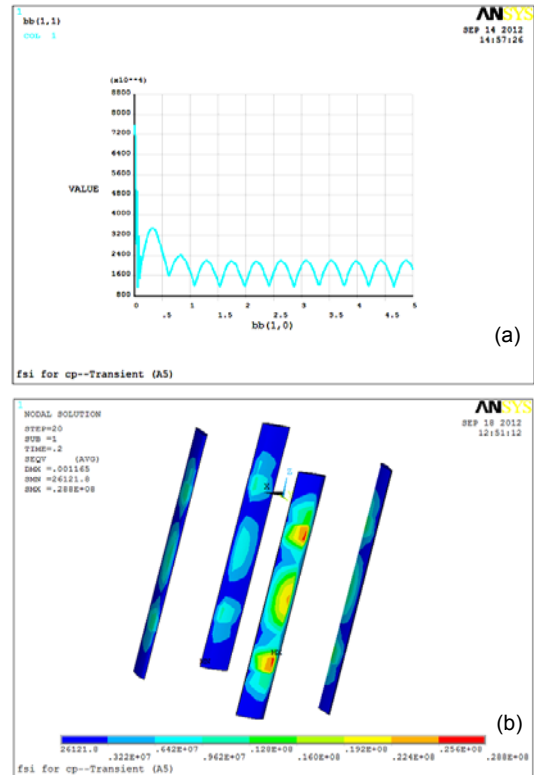 1
bb(1,1)
COL 1
ANSYS
SEP 14 2012
14:57:26
(x10**4)
8800
8000
7200
6400
5600
4800
VALUE
4000
3200
2400
1600
800
0 1 2 3 4 5
.5 1.5 2.5 3.5 4.5
bb(1,0)
(a)
fsi for cp--Transient (A5)
1
NODAL SOLUTION
STEP=20
SUB =1
TIME=.2
SEQV (AVG)
DMX =.001165
SMN =26121.8
SMX =.288E+08
ANSYS
SEP 18 2012
12:51:12
X
Z
MX
26121.8 .642E+07 .128E+08 .192E+08 .256E+08
.322E+07 .962E+07 .160E+08 .224E+08 .288E+08
(b)
fsi for cp--Transient (A5)